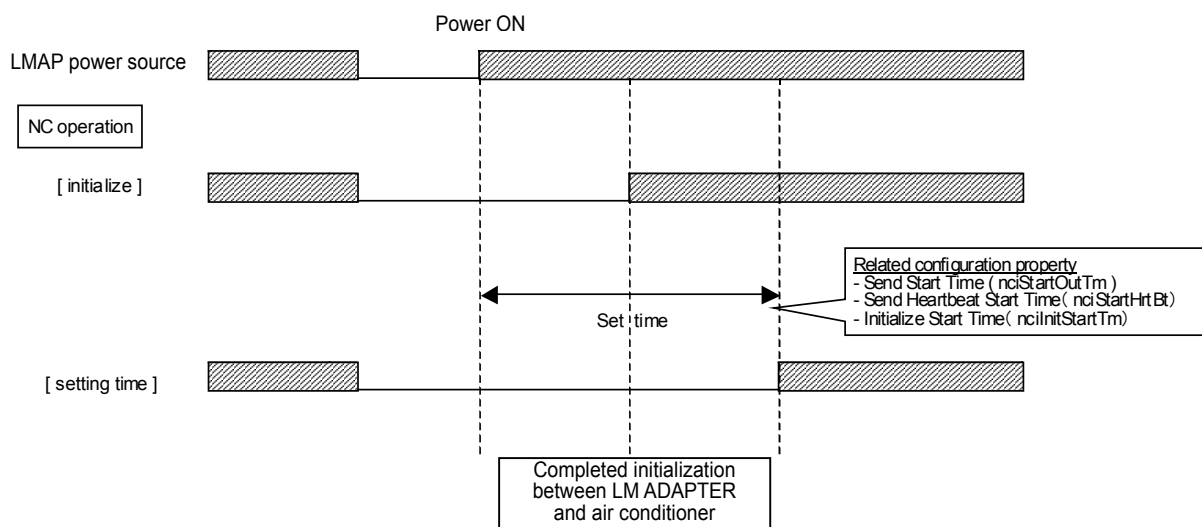 Power ON
LMAP power source
NC operation
[ initialize ]
Related configuration property
- Send Start Time ( nciStartOutTm )
- Send Heartbeat Start Time( nciStartHrtBt)
- Initialize Start Time( nciInitStartTm)
Set time
[ setting time ]
Completed initialization
between LM ADAPTER
and air conditioner